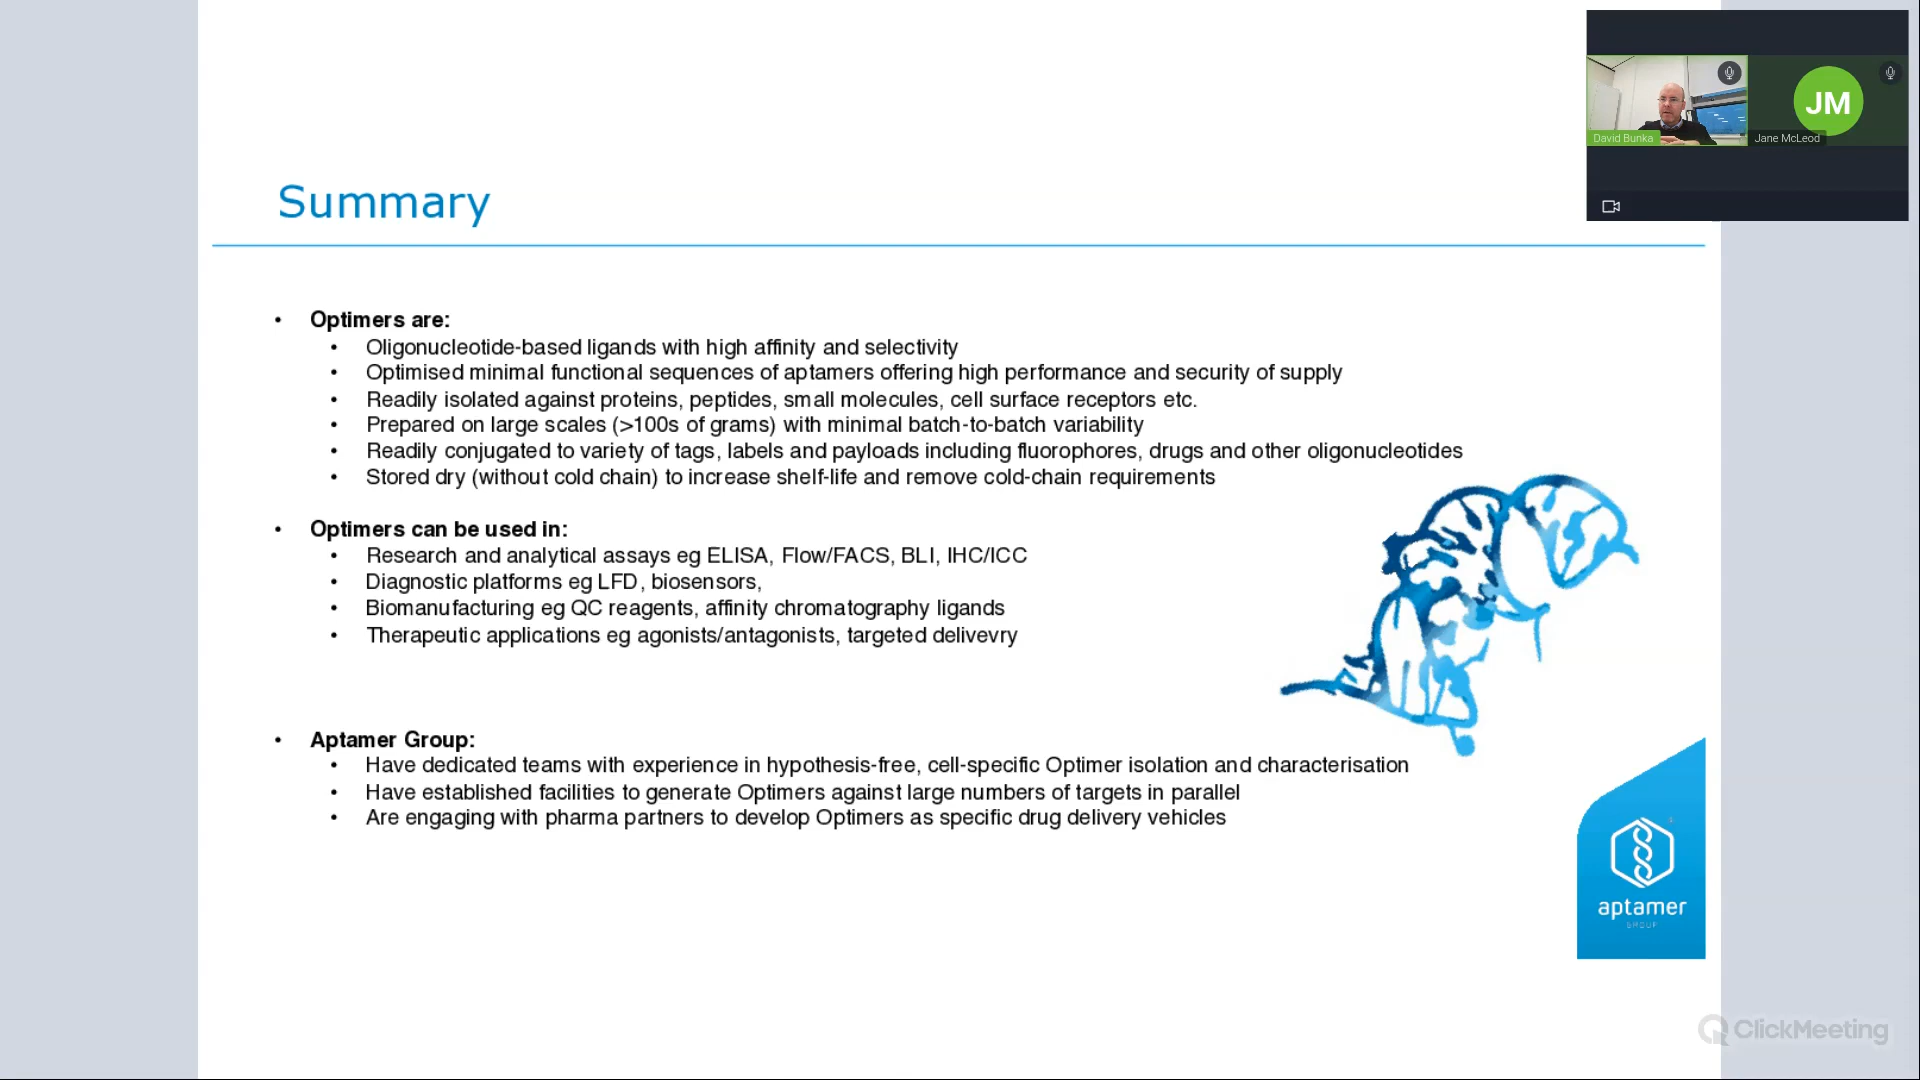 JM
David Bunka
Jane McLeod
Summary
• Optimers are:
• Oligonucleotide-based ligands with high affinity and selectivity
• Optimised minimal functional sequences of aptamers offering high performance and security of supply
• Readily isolated against proteins, peptides, small molecules, cell surface receptors etc.
• Prepared on large scales (>100s of grams) with minimal batch-to-batch variability
• Readily conjugated to variety of tags, labels and payloads including fluorophores, drugs and other oligonucleotides
• Stored dry (without cold chain) to increase shelf-life and remove cold-chain requirements
• Optimers can be used in:
• Research and analytical assays eg ELISA, Flow/FACS, BLI, IHC/ICC
• Diagnostic platforms eg LFD, biosensors,
• Biomanufacturing eg QC reagents, affinity chromatography ligands
• Therapeutic applications eg agonists/antagonists, targeted delivevry
• Aptamer Group:
• Have dedicated teams with experience in hypothesis-free, cell-specific Optimer isolation and characterisation
• Have established facilities to generate Optimers against large numbers of targets in parallel
• Are engaging with pharma partners to develop Optimers as specific drug delivery vehicles
aptamer
GROUP
ClickMeeting